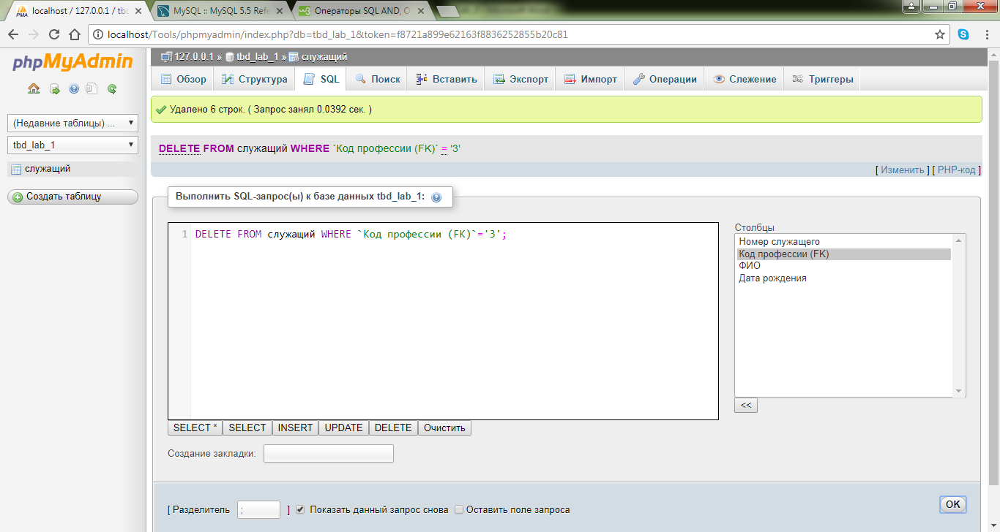 localhost / 127.0.0.1 / tbd
MySQL :: MySQL 5.5 Refe
Операторы SQL AND, O
localhost/Tools/phpmyadmin/index.php?db=tbd_lab_1&token=f8721a899e62163f8836252855b20c81
phpMyAdmin
127.0.0.1 » tbd_lab_1 » служащий
Обзор Структура SQL Поиск Вставить Экспорт Импорт Операции Слежение Триггеры
(Недавние таблицы) ...
tbd_lab_1
служащий
Создать таблицу
Удалено 6 строк. ( Запрос занял 0.0392 сек. )
DELETE FROM служащий WHERE `Код профессии (FK)` = '3'
[ Изменить ] [ PHP-код ]
Выполнить SQL-запрос(ы) к базе данных tbd_lab_1:
1 DELETE FROM служащий WHERE `Код профессии (FK)`='3';
Столбцы
Номер служащего
Код профессии (FK)
ФИО
Дата рождения
<<
SELECT * SELECT INSERT UPDATE DELETE Очистить
Создание закладки:
[ Разделитель ; ] Показать данный запрос снова Оставить поле запроса
OK